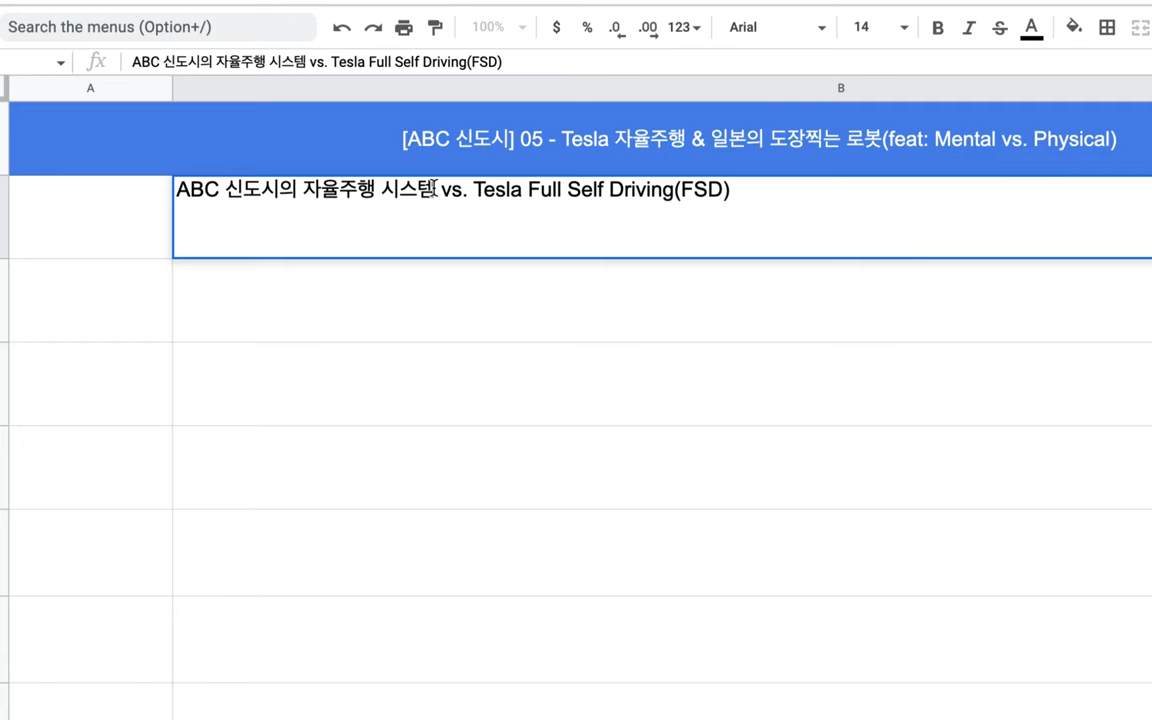 Search the menus (Option+/)
100%
$ % .0 .00 123
Arial
14
B I S A
fx
ABC 신도시의 자율주행 시스템 vs. Tesla Full Self Driving(FSD)
A
B
[ABC 신도시] 05 - Tesla 자율주행 & 일본의 도장찍는 로봇(feat: Mental vs. Physical)
ABC 신도시의 자율주행 시스템 vs. Tesla Full Self Driving(FSD)